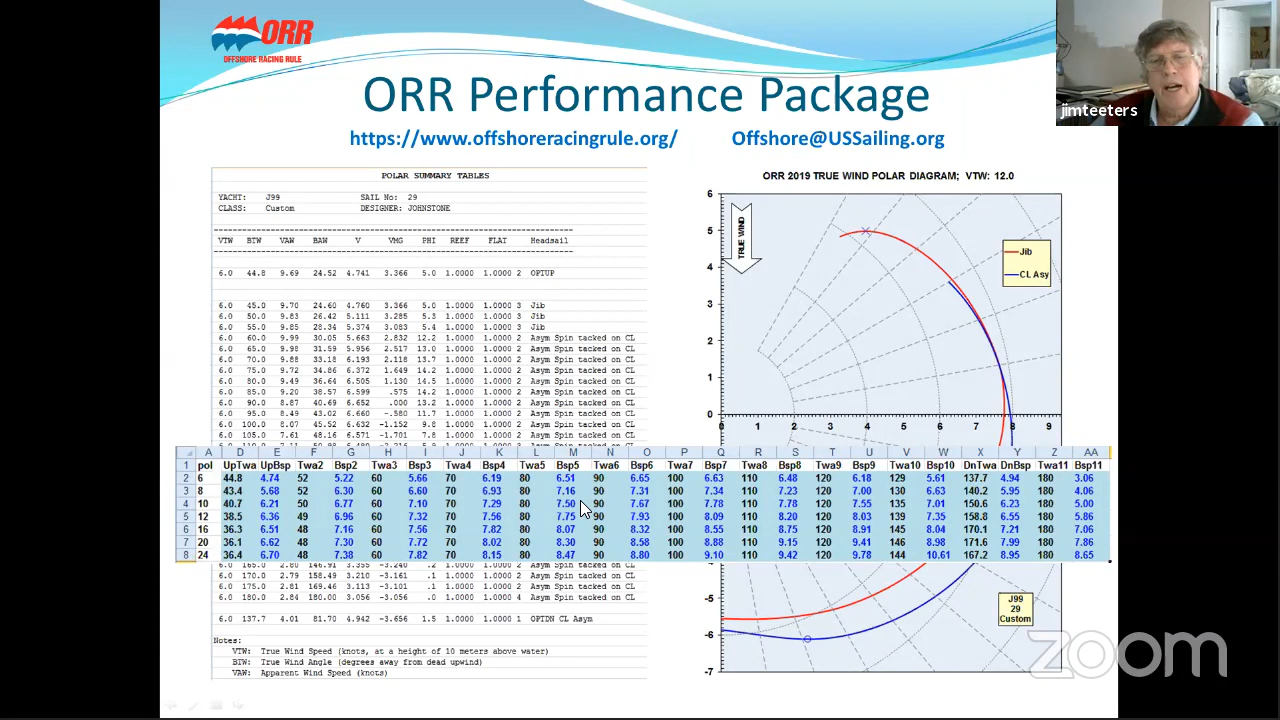 ORR
OFFSHORE RACING RULE
jimteeters
ORR Performance Package
https://www.offshoreracingrule.org/ Offshore@USSailing.org
POLAR SUMMARY TABLES
YACHT: J99 SAIL No: 29
CLASS: Custom DESIGNER: JOHNSTONE
VTW BTW VAW BAW V VMG PHI REEF FLAT Headsail
6.0 44.8 9.69 24.52 4.741 3.366 5.0 1.0000 1.0000 2 OPTUP
6.0 45.0 9.70 24.60 4.760 3.366 5.0 1.0000 1.0000 3 Jib
6.0 50.0 9.83 26.42 5.111 3.285 5.3 1.0000 1.0000 3 Jib
6.0 55.0 9.85 28.34 5.374 3.083 5.4 1.0000 1.0000 3 Jib
6.0 60.0 9.99 30.05 5.663 2.832 12.2 1.0000 1.0000 2 Asym Spin tacked on CL
6.0 65.0 9.98 31.59 5.956 2.517 13.0 1.0000 1.0000 2 Asym Spin tacked on CL
6.0 70.0 9.88 33.18 6.193 2.118 13.7 1.0000 1.0000 2 Asym Spin tacked on CL
6.0 75.0 9.73 34.86 6.372 1.649 14.2 1.0000 1.0000 2 Asym Spin tacked on CL
6.0 80.0 9.49 36.64 6.505 1.130 14.5 1.0000 1.0000 2 Asym Spin tacked on CL
6.0 85.0 9.20 38.57 6.599 .575 14.2 1.0000 1.0000 2 Asym Spin tacked on CL
6.0 90.0 8.87 40.69 6.652 .000 13.2 1.0000 1.0000 2 Asym Spin tacked on CL
6.0 95.0 8.49 43.02 6.660 -.580 11.7 1.0000 1.0000 2 Asym Spin tacked on CL
6.0 100.0 8.07 45.52 6.632 -1.152 9.8 1.0000 1.0000 2 Asym Spin tacked on CL
6.0 105.0 7.61 48.16 6.571 -1.701 7.8 1.0000 1.0000 2 Asym Spin tacked on CL
ORR 2019 TRUE WIND POLAR DIAGRAM; VTW: 12.0
TRUE WIND
Jib
CL Asy
6
5
4
3
2
1
0
0 1 2 3 4 5 6 7 8 9
A D E F G H I J K L M N O P Q R S T U V W X Y Z AA
1 pol UpTwa UpBsp Twa2 Bsp2 Twa3 Bsp3 Twa4 Bsp4 Twa5 Bsp5 Twa6 Bsp6 Twa7 Bsp7 Twa8 Bsp8 Twa9 Bsp9 Twa10 Bsp10 DnTwa DnBsp Twa11 Bsp11
2 6 44.8 4.74 52 5.22 60 5.66 70 6.19 80 6.51 90 6.65 100 6.63 110 6.48 120 6.18 129 5.61 137.7 4.94 180 3.06
3 8 43.4 5.68 52 6.30 60 6.60 70 6.93 80 7.16 90 7.31 100 7.34 110 7.23 120 7.00 130 6.63 140.2 5.95 180 4.06
4 10 40.7 6.21 50 6.77 60 7.10 70 7.29 80 7.50 90 7.67 100 7.78 110 7.78 120 7.55 135 7.01 150.6 6.23 180 5.00
5 12 38.5 6.36 49 6.96 60 7.32 70 7.56 80 7.75 90 7.93 100 8.09 110 8.20 120 8.03 139 7.35 158.8 6.55 180 5.86
6 16 36.3 6.51 48 7.16 60 7.56 70 7.82 80 8.07 90 8.32 100 8.55 110 8.75 120 8.91 145 8.04 170.1 7.21 180 7.06
7 20 36.1 6.62 48 7.30 60 7.72 70 8.02 80 8.30 90 8.58 100 8.88 110 9.15 120 9.41 146 8.98 171.6 7.99 180 7.86
8 24 36.4 6.70 48 7.38 60 7.82 70 8.15 80 8.47 90 8.80 100 9.10 110 9.42 120 9.78 144 10.61 167.2 8.95 180 8.65
6.0 170.0 2.79 158.49 3.210 -3.161 .1 1.0000 1.0000 2 Asym Spin tacked on CL
6.0 175.0 2.81 169.46 3.113 -3.101 .1 1.0000 1.0000 2 Asym Spin tacked on CL
6.0 180.0 2.84 180.00 3.056 -3.056 .0 1.0000 1.0000 4 Asym Spin tacked on CL
6.0 137.7 4.01 81.70 4.942 -3.656 1.5 1.0000 1.0000 1 OPTDN CL Asym
Notes:
VTW: True Wind Speed (knots, at a height of 10 meters above water)
BTW: True Wind Angle (degrees away from dead upwind)
VAW: Apparent Wind Speed (knots)
-4
-5
-6
-7
J99
29
Custom
zoom